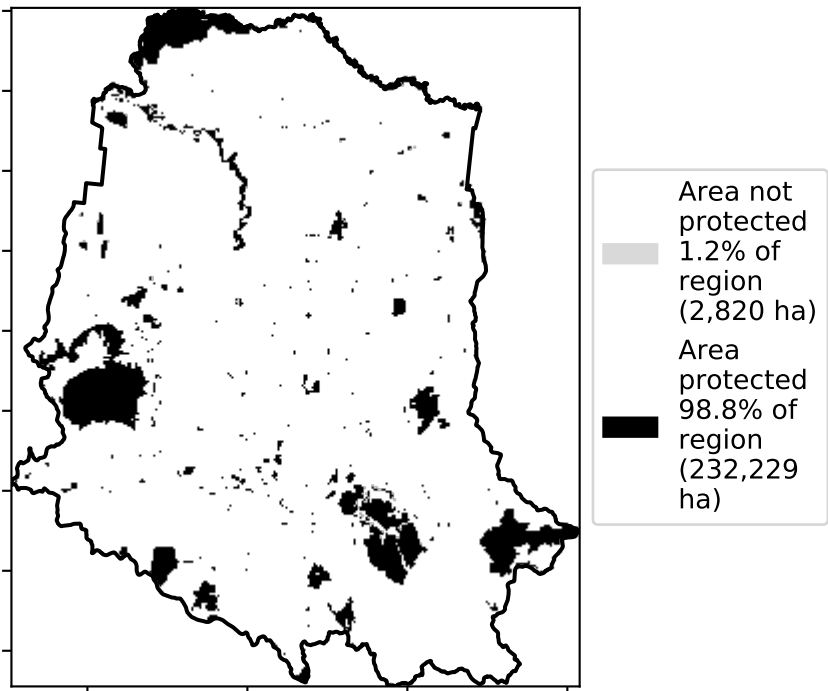 Area not
protected
1.2% of
region
(2,820 ha)
Area
protected
98.8% of
region
(232,229
ha)